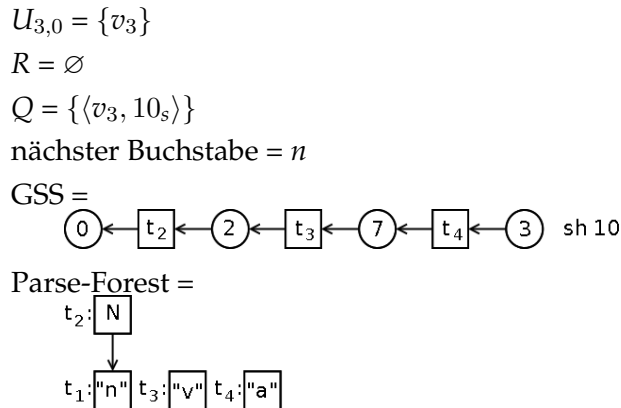 U₃,₀ = {v₃}
R = ∅
Q = {⟨v₃, 10ₛ⟩}
nächster Buchstabe = n
GSS =
0 t₂ 2 t₃ 7 t₄ 3 sh 10
Parse-Forest =
t₂: N
t₁: "n" t₃: "v" t₄: "a"